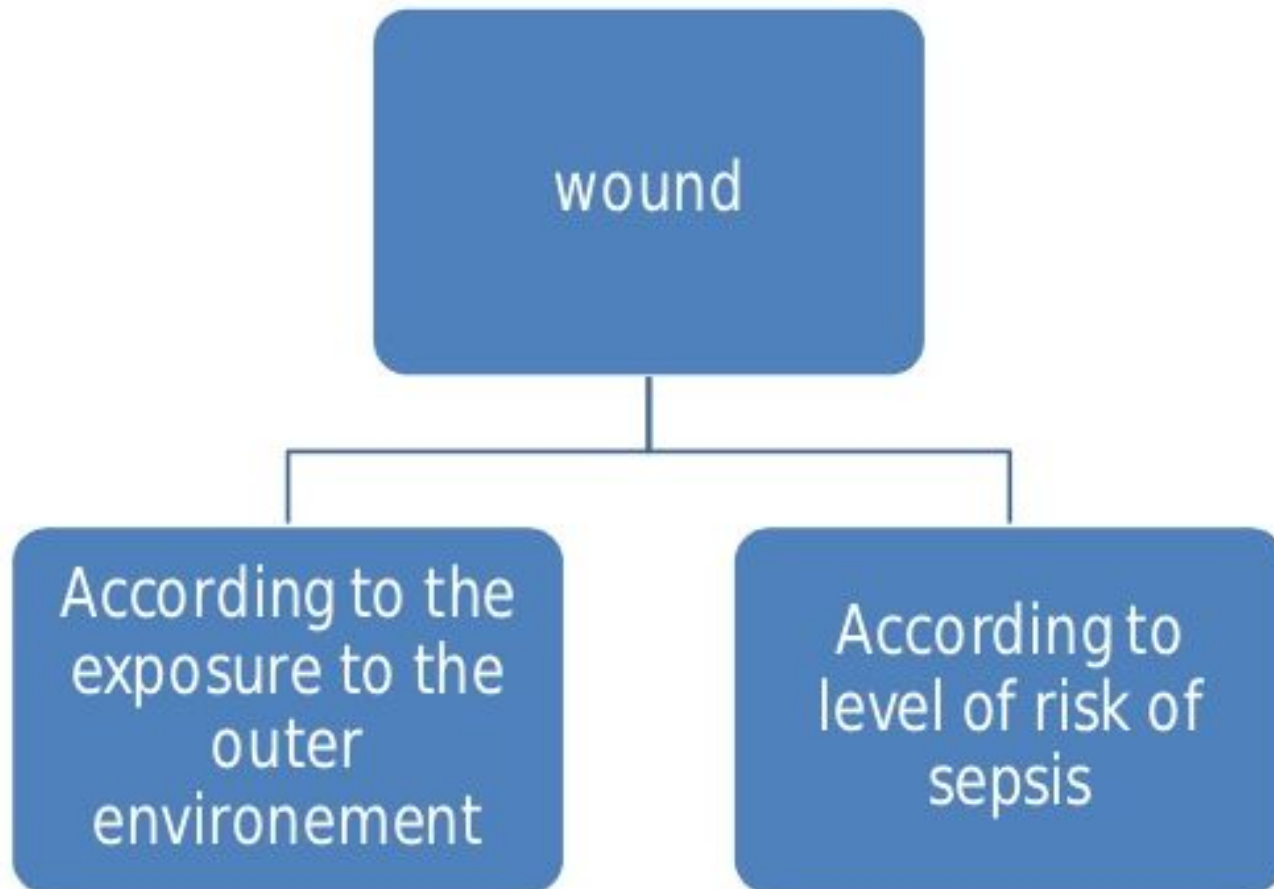 wound
According to the
exposure to the
outer
environement
According to
level of risk of
sepsis